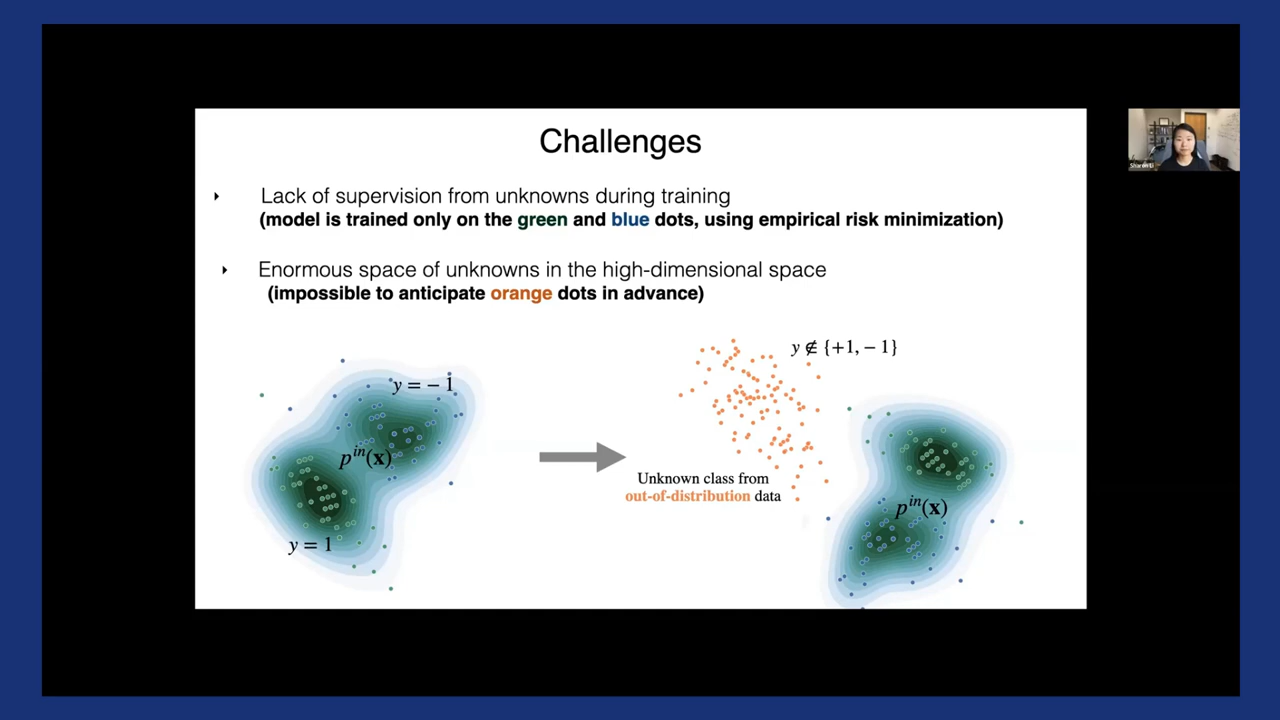 Challenges
Lack of supervision from unknowns during training
(model is trained only on the green and blue dots, using empirical risk minimization)
Enormous space of unknowns in the high-dimensional space
(impossible to anticipate orange dots in advance)
y = − 1
p^{in}(x)
y = 1
y ∉ {+1, − 1}
Unknown class from
out-of-distribution data
p^{in}(x)
Sharon Li